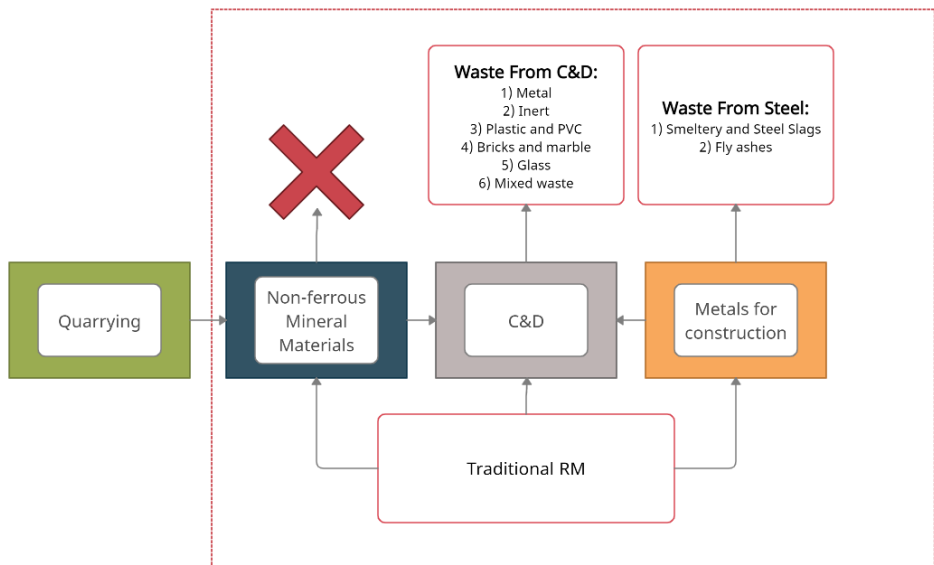 Waste From C&D:
1) Metal
2) Inert
3) Plastic and PVC
4) Bricks and marble
5) Glass
6) Mixed waste
Waste From Steel:
1) Smeltery and Steel Slags
2) Fly ashes
Quarrying
Non-ferrous
Mineral
Materials
C&D
Metals for
construction
Traditional RM